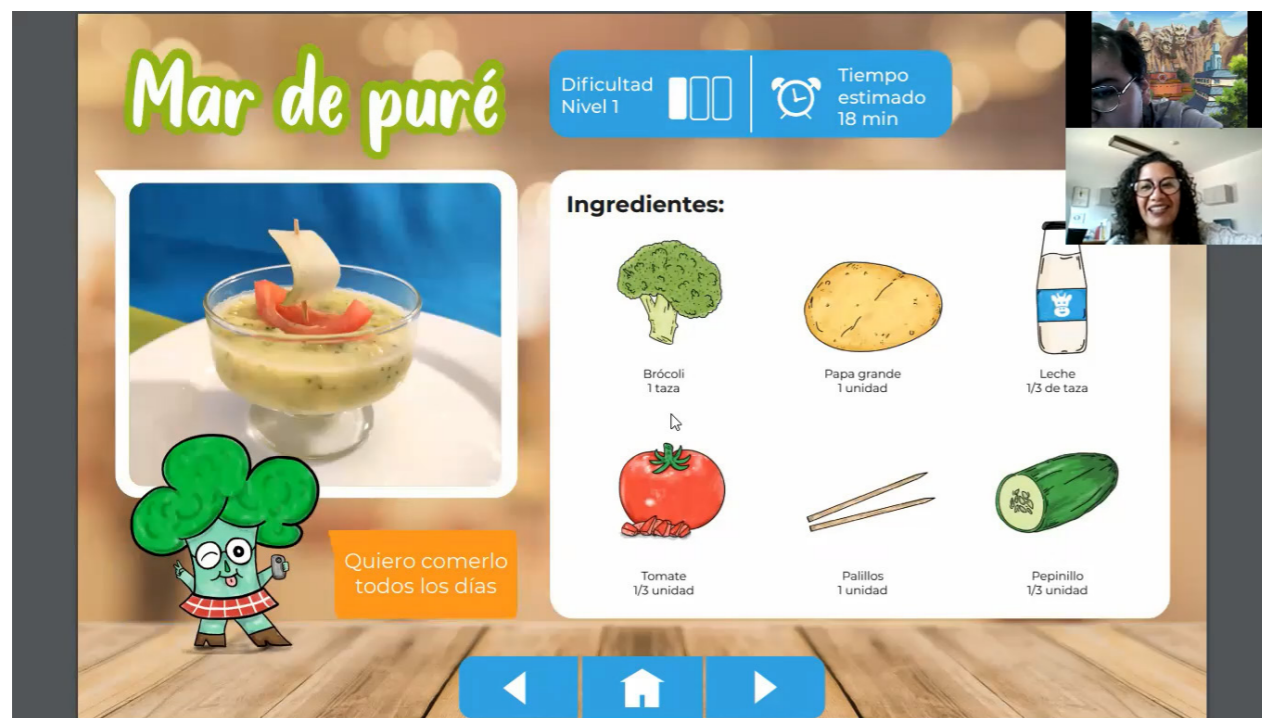 Mar de puré
Dificultad
Nivel 1
Tiempo
estimado
18 min
Ingredientes:
Brócoli
1 taza
Papa grande
1 unidad
Leche
1/3 de taza
Tomate
1/3 unidad
Palillos
1 unidad
Pepinillo
1/3 unidad
Quiero comerlo
todos los días